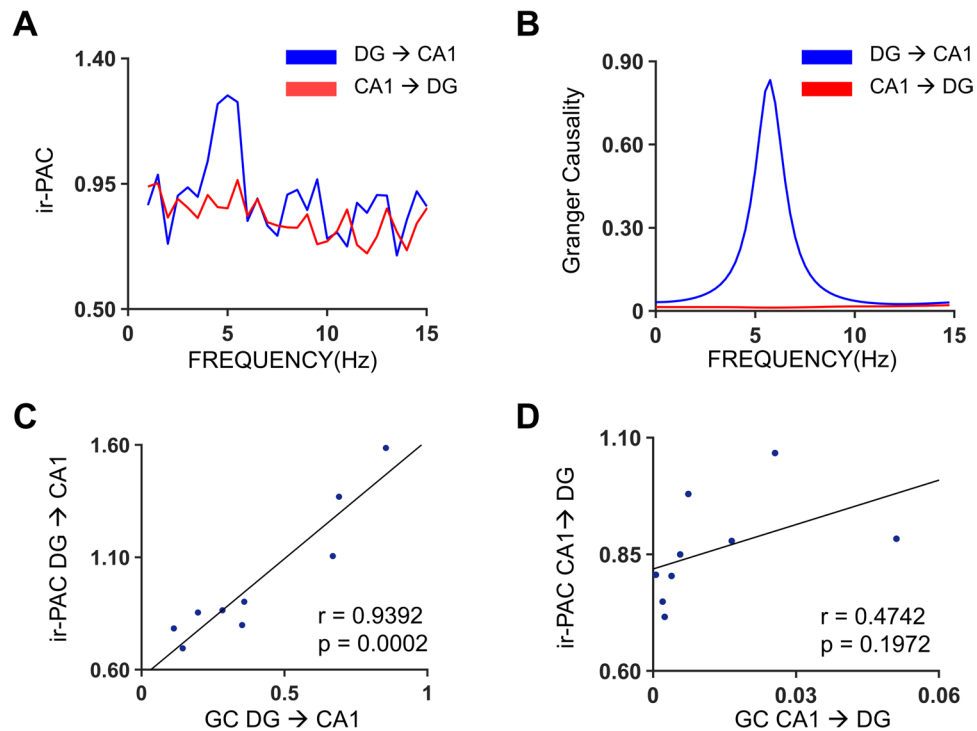 A
B
DG → CA1
CA1 → DG
DG → CA1
CA1 → DG
1.40
0.95
0.50
ir-PAC
0
5
10
15
FREQUENCY(Hz)
0.90
0.60
0.30
0
Granger Causality
0
5
10
15
FREQUENCY(Hz)
C
D
1.60
1.10
0.60
ir-PAC DG → CA1
r = 0.9392
p = 0.0002
0
0.5
1
GC DG → CA1
1.10
0.85
0.60
ir-PAC CA1→ DG
r = 0.4742
p = 0.1972
0
0.03
0.06
GC CA1 → DG